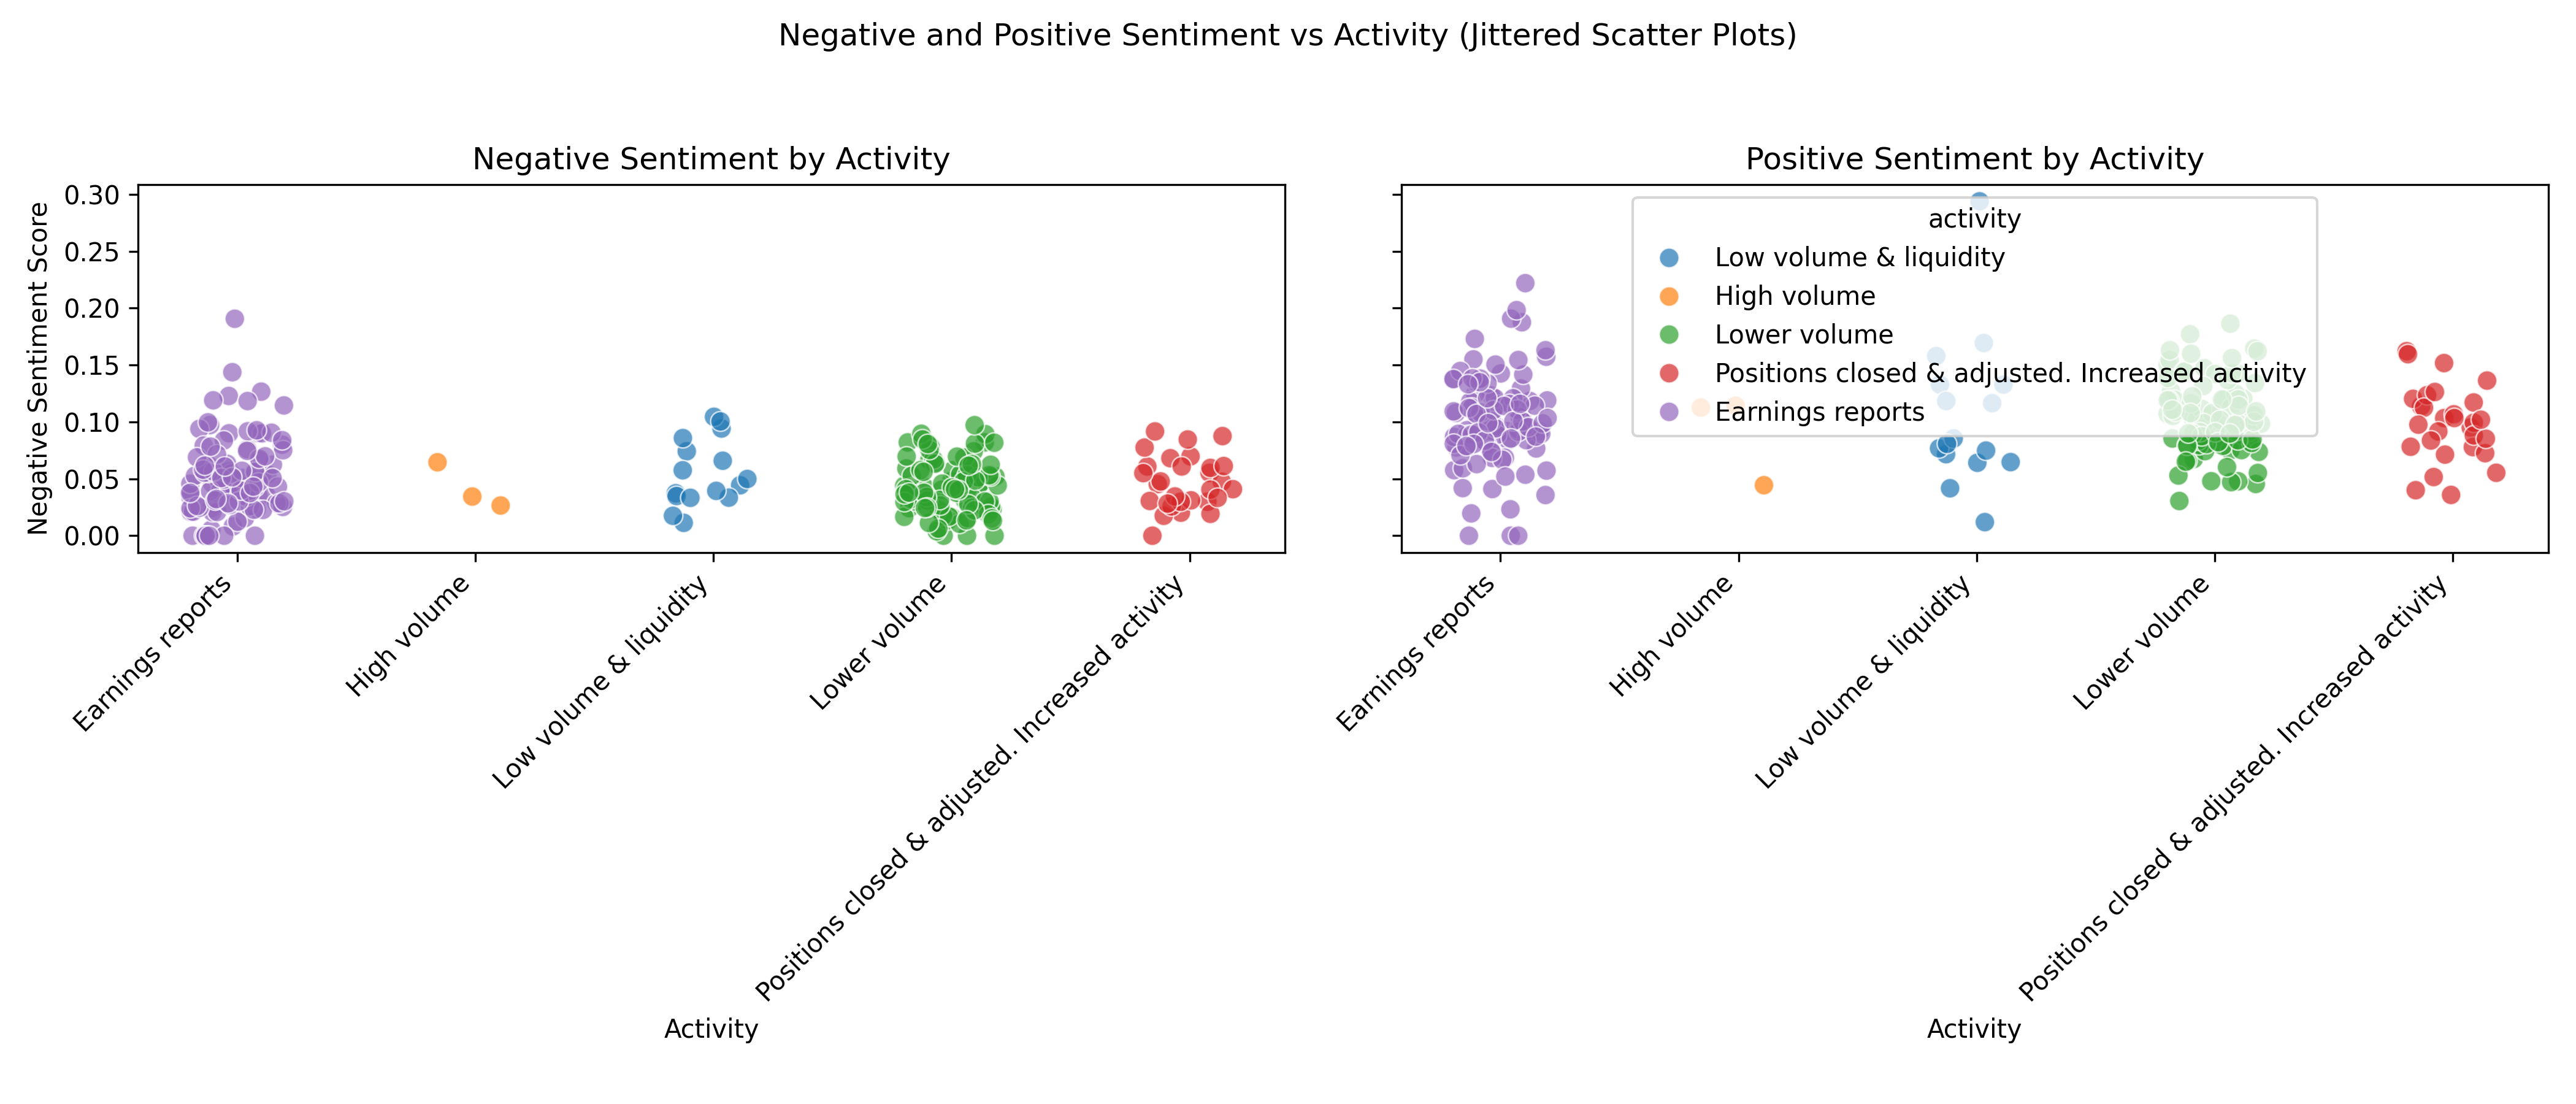 Negative and Positive Sentiment vs Activity (Jittered Scatter Plots)
Negative Sentiment by Activity
Negative Sentiment Score
0.30
0.25
0.20
0.15
0.10
0.05
0.00
Earnings reports
High volume
Low volume & liquidity
Lower volume
Positions closed & adjusted. Increased activity
Activity
Positive Sentiment by Activity
activity
Low volume & liquidity
High volume
Lower volume
Positions closed & adjusted. Increased activity
Earnings reports
Earnings reports
High volume
Low volume & liquidity
Lower volume
Positions closed & adjusted. Increased activity
Activity